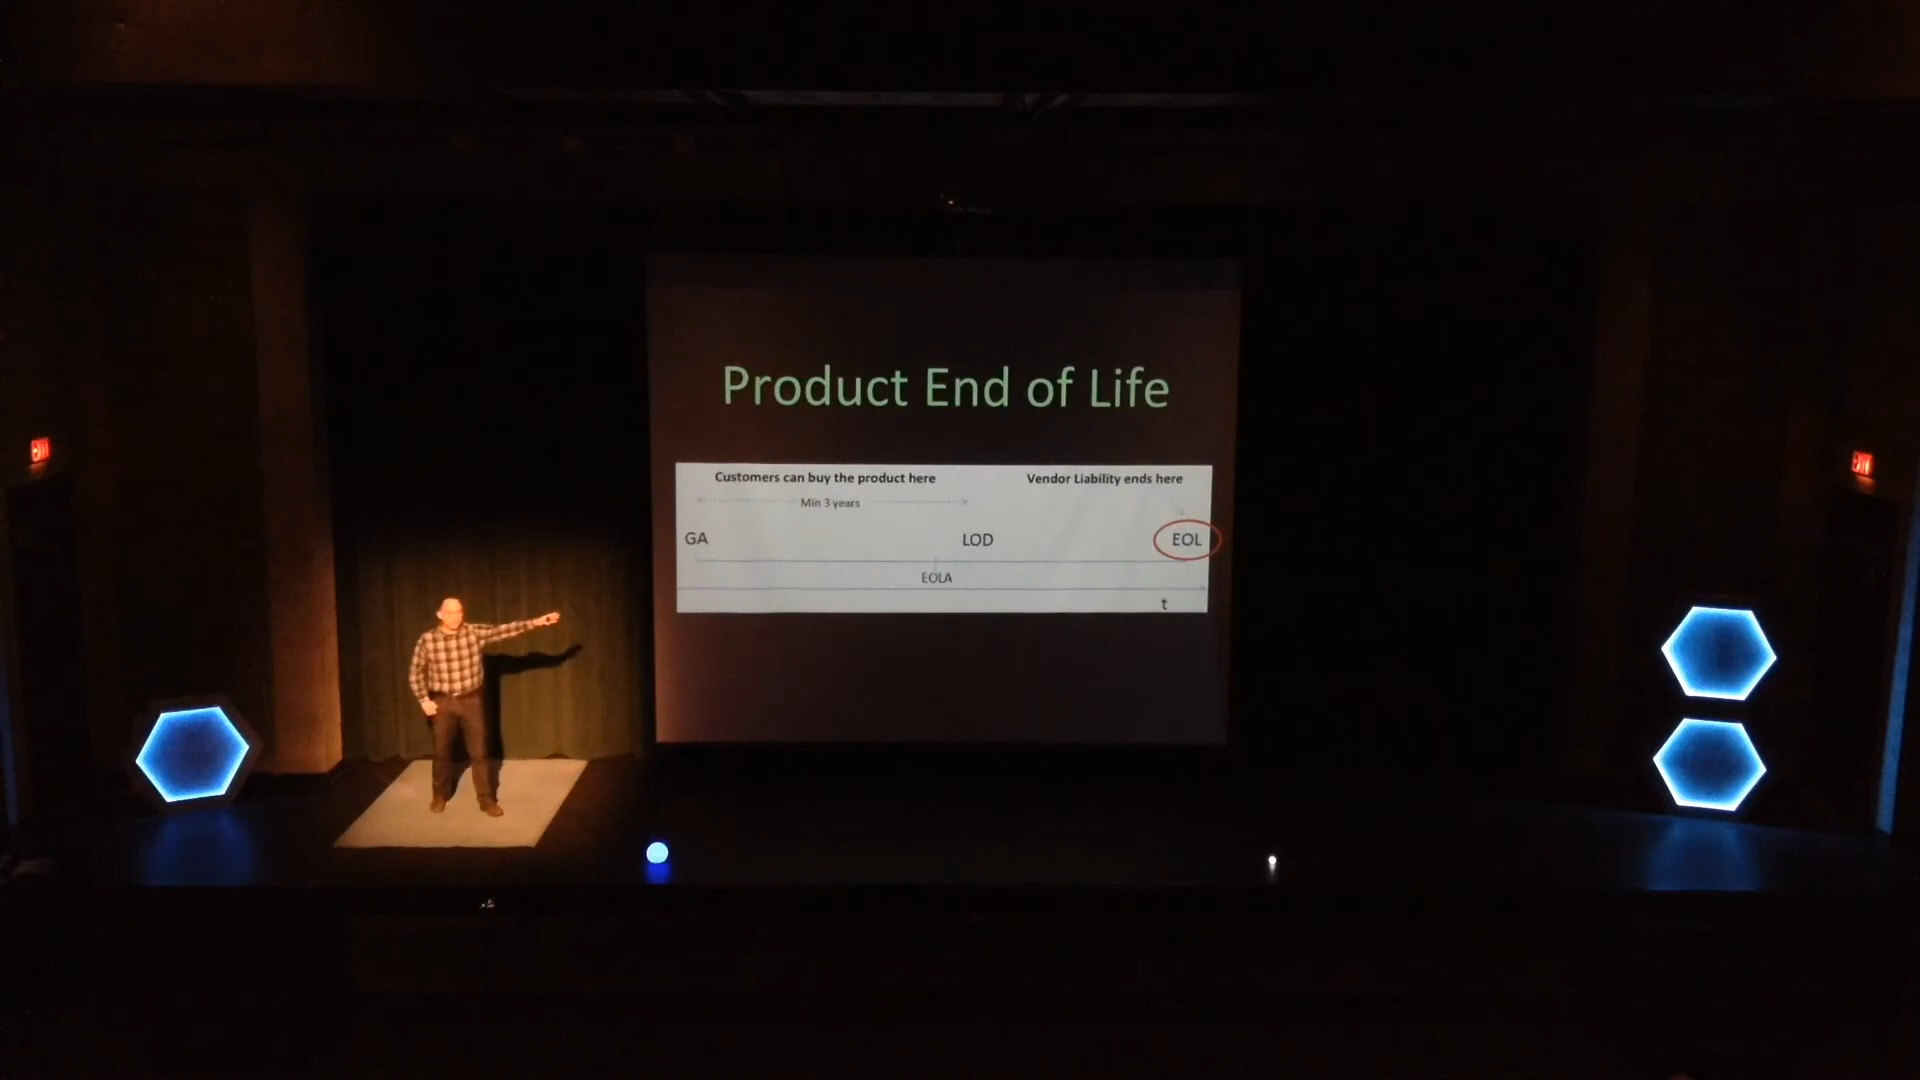 Product End of Life
Customers can buy the product here
Vendor Liability ends here
Min 3 years
GA
LOD
EOL
EOLA
t
EXIT
EXIT